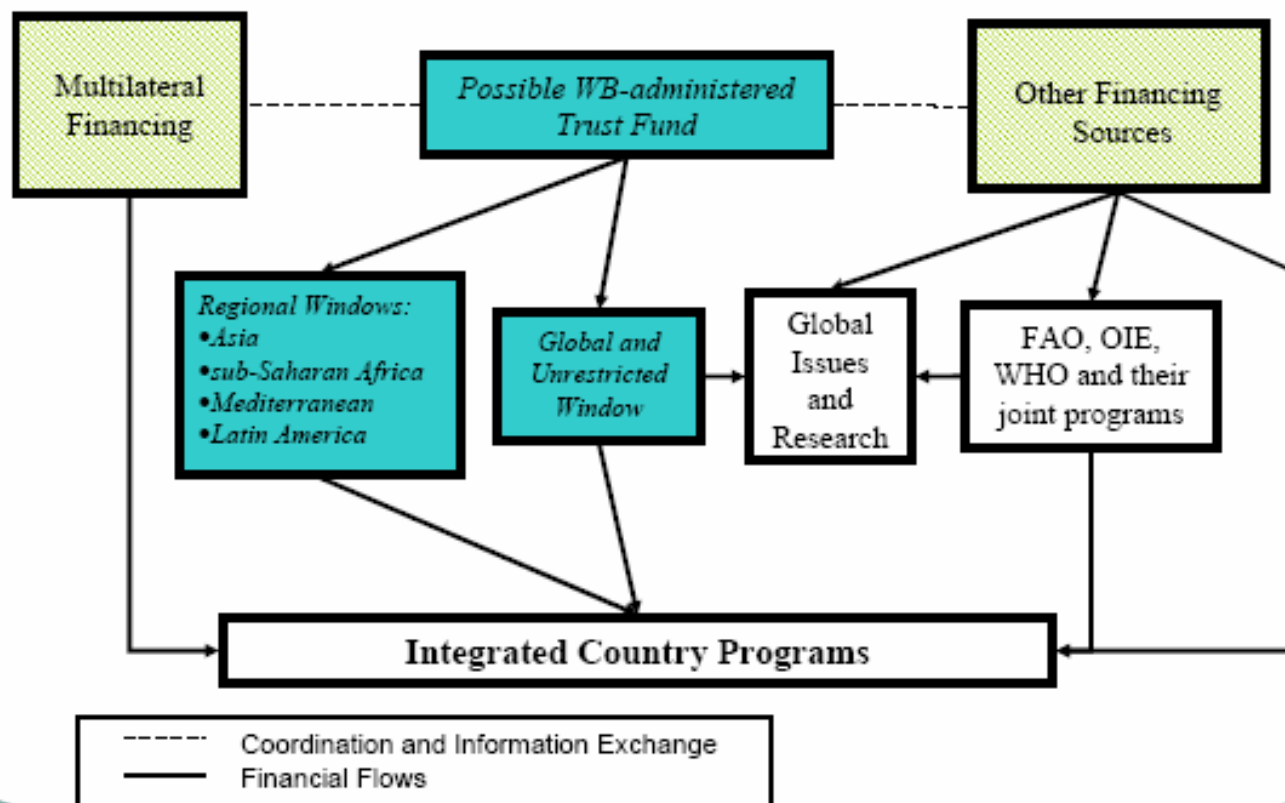 Multilateral
Financing
Possible WB-administered
Trust Fund
Other Financing
Sources
Regional Windows:
•Asia
•sub-Saharan Africa
•Mediterranean
•Latin America
Global and
Unrestricted
Window
Global
Issues
and
Research
FAO, OIE,
WHO and their
joint programs
Integrated Country Programs
Coordination and Information Exchange
Financial Flows